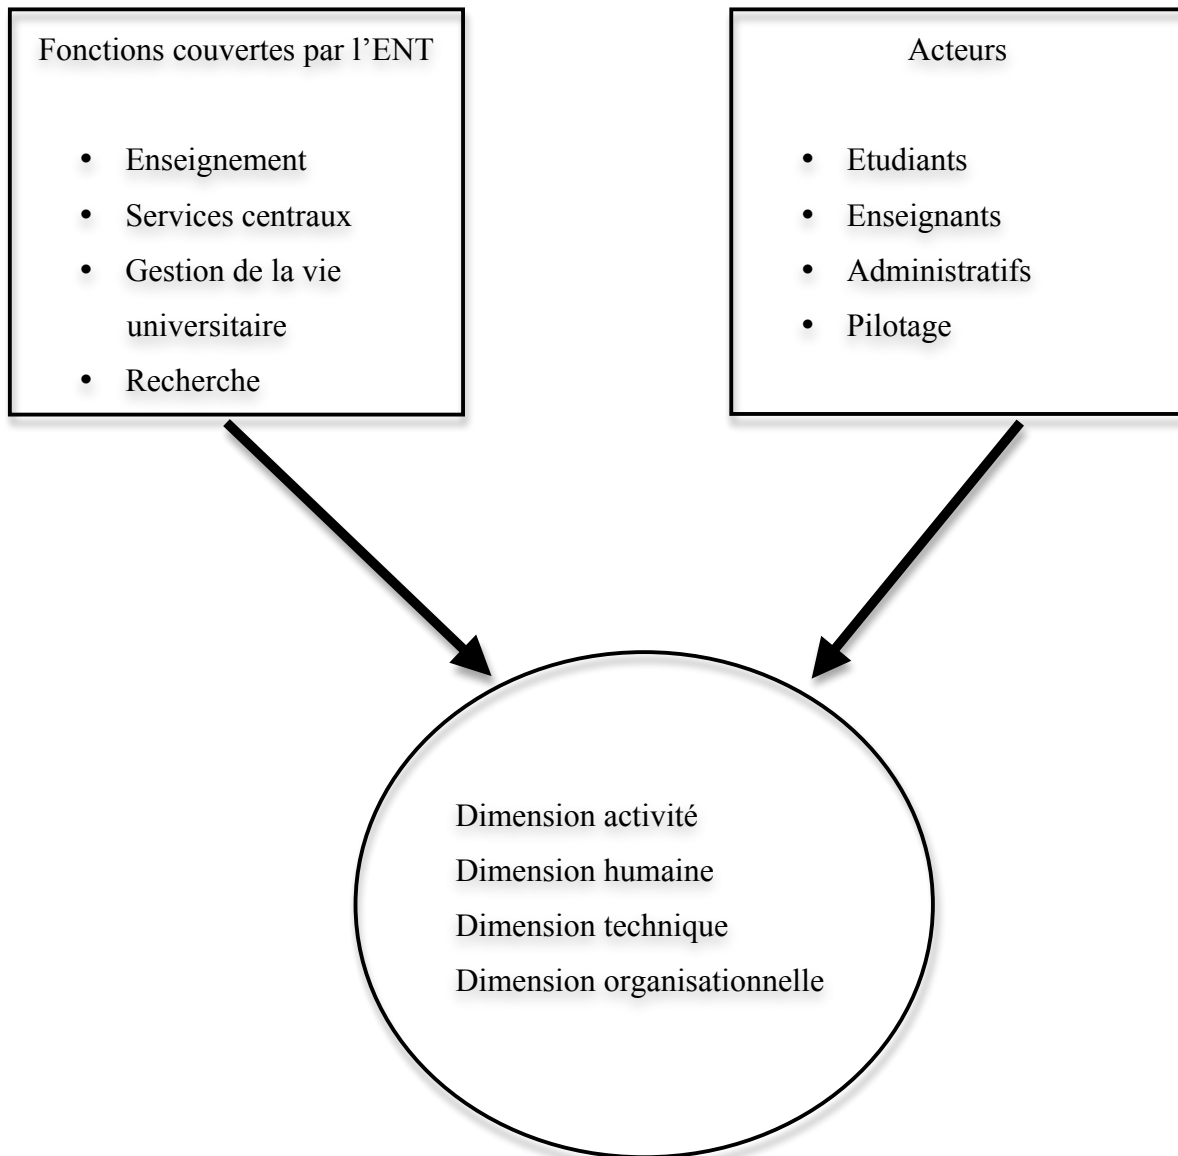 Fonctions couvertes par l’ENT
• Enseignement
• Services centraux
• Gestion de la vie
universitaire
• Recherche
Acteurs
• Etudiants
• Enseignants
• Administratifs
• Pilotage
Dimension activité
Dimension humaine
Dimension technique
Dimension organisationnelle